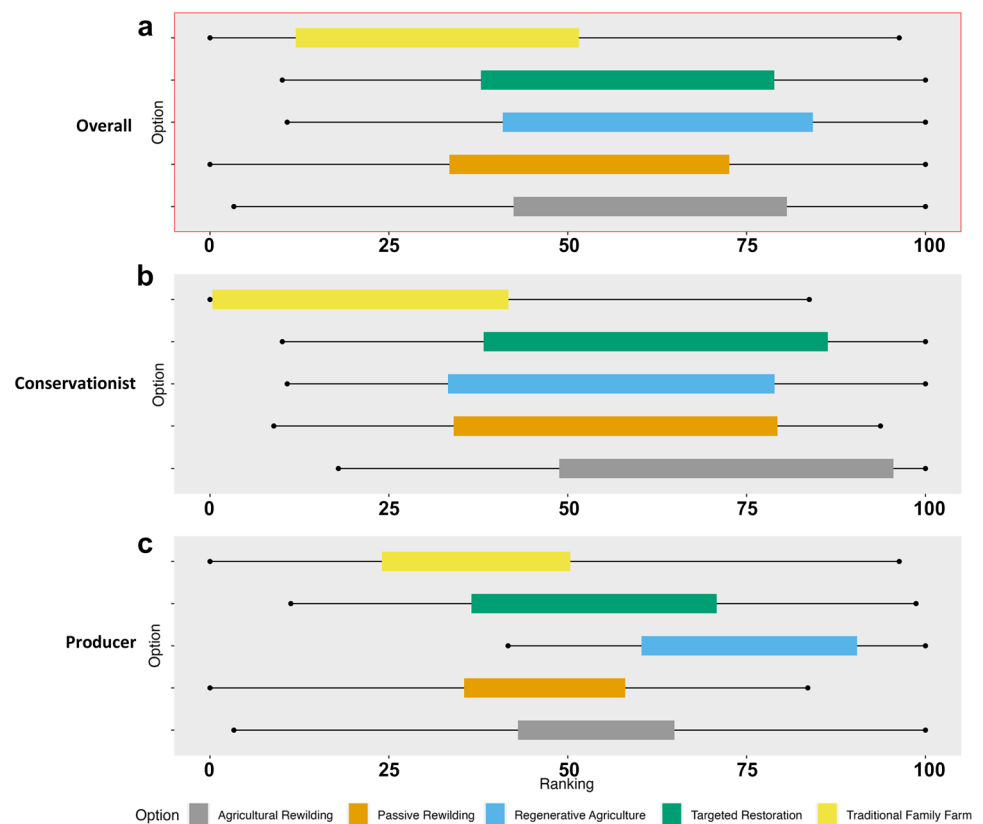 a
Overall
Option
0 25 50 75 100
b
Conservationist
Option
0 25 50 75 100
c
Producer
Option
0 25 50 75 100
Ranking
Option Agricultural Rewilding Passive Rewilding Regenerative Agriculture Targeted Restoration Traditional Family Farm